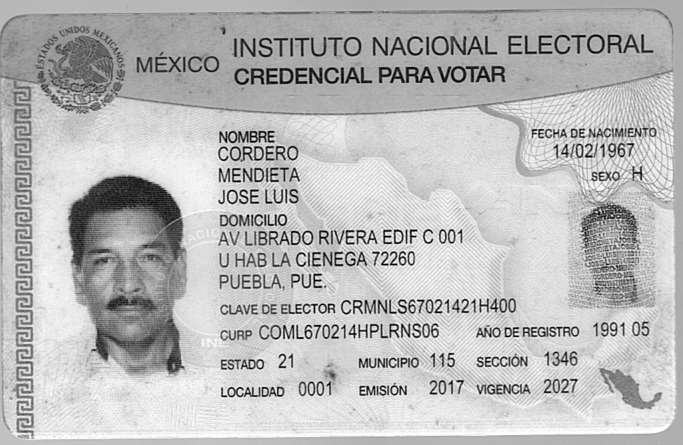 ESTADOS UNIDOS MEXICANOS
MÉXICO
INSTITUTO NACIONAL ELECTORAL
CREDENCIAL PARA VOTAR
NOMBRE
CORDERO
MENDIETA
JOSE LUIS
FECHA DE NACIMIENTO
14/02/1967
SEXO H
DOMICILIO
AV LIBRADO RIVERA EDIF C 001
U HAB LA CIENEGA 72260
PUEBLA, PUE.
CLAVE DE ELECTOR CRMNLS67021421H400
CURP COML670214HPLRNS06 AÑO DE REGISTRO 1991 05
ESTADO 21 MUNICIPIO 115 SECCIÓN 1346
LOCALIDAD 0001 EMISIÓN 2017 VIGENCIA 2027